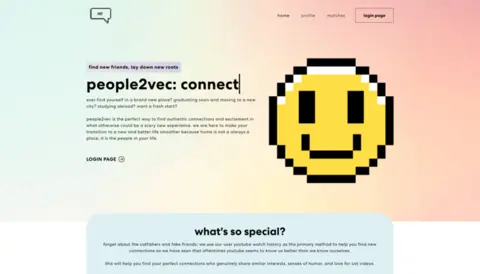 HI!
home profile matches login page
find new friends, lay down new roots
people2vec: connect
ever find yourself in a brand new place? graduating soon and moving to a new
city? studying abroad? want a fresh start?
people2vec is the perfect way to find authentic connections and excitement in
what otherwise could be a scary new experience. we are here to make your
transition to a new and better life smoother because home is not a always a
place, it is the people in your life.
LOGIN PAGE
what's so special?
forget about the catfishers and fake friends; we use our user youtube watch history as the primary method to help you find new
connections as we have seen that oftentimes youtube seems to know us better than we know ourselves.
this will help you find your perfect connections who genuinely share similar interests, senses of humor, and love for cat videos.